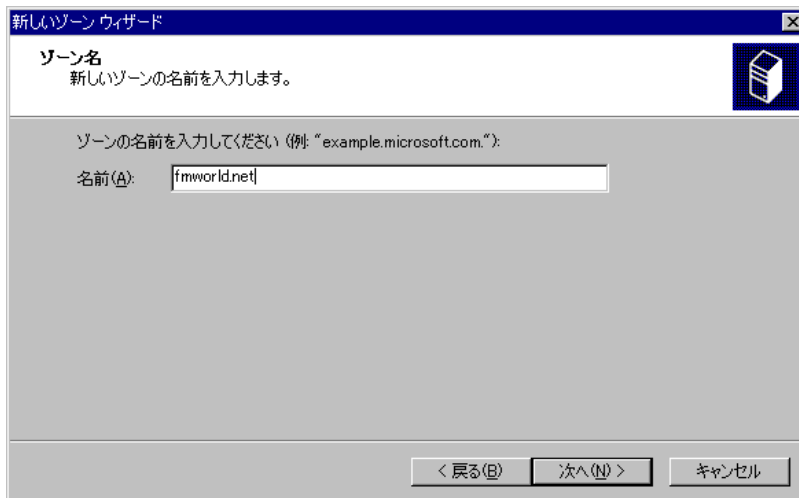 新しいゾーン ウィザード
ゾーン名
新しいゾーンの名前を入力します。
ゾーンの名前を入力してください (例: "example.microsoft.com."):
名前(A): fmworld.net
< 戻る(B) 次へ(N) > キャンセル